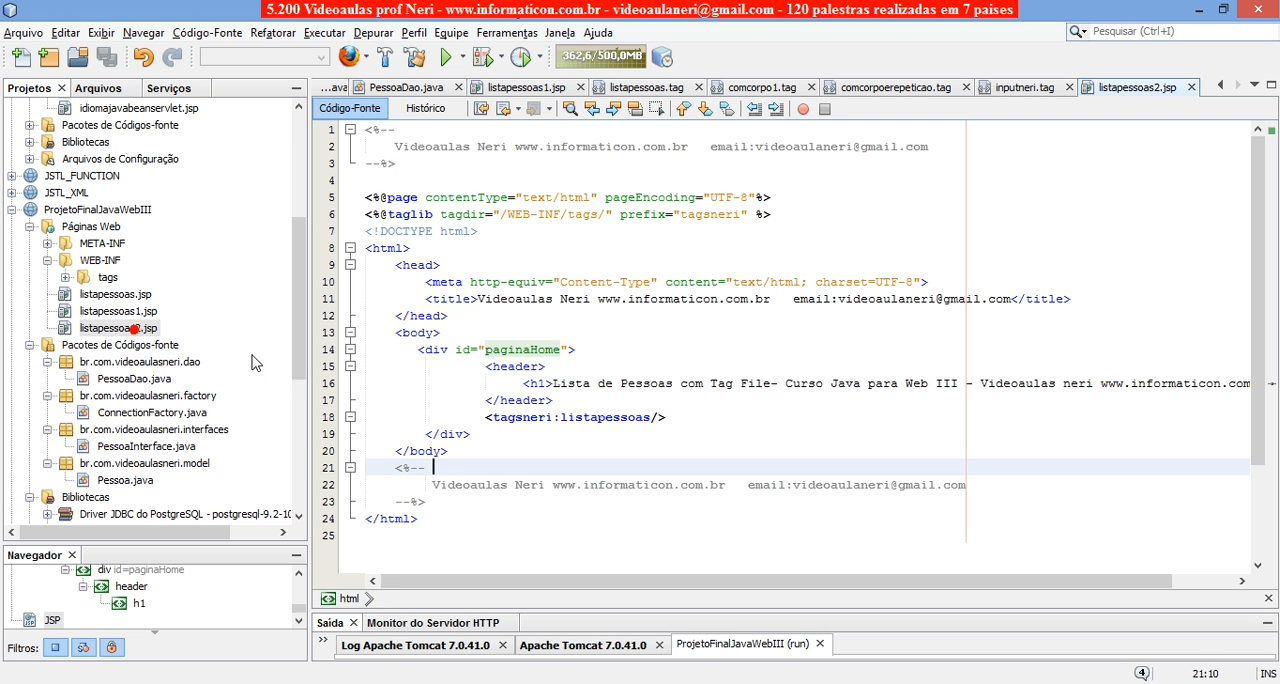 5.200 Videoaulas prof Neri - www.informaticon.com.br - videoaulaneri@gmail.com - 120 palestras realizadas em 7 paises
Arquivo Editar Exibir Navegar Código-Fonte Refatorar Executar Depurar Perfil Equipe Ferramentas Janela Ajuda
Pesquisar (Ctrl+I)
362,6/500,0MB
Projetos Arquivos Serviços
...ava PessoaDao.java listapessoas1.jsp listapessoas.tag comcorpo1.tag comcorpoerepeticao.tag inputneri.tag listapessoas2.jsp
Código-Fonte Histórico
idiomajavabeanservlet.jsp
Pacotes de Códigos-fonte
Bibliotecas
Arquivos de Configuração
JSTL_FUNCTION
JSTL_XML
ProjetoFinalJavaWebIII
Páginas Web
META-INF
WEB-INF
tags
listapessoas.jsp
listapessoas1.jsp
listapessoas2.jsp
Pacotes de Códigos-fonte
br.com.videoaulasneri.dao
PessoaDao.java
br.com.videoaulasneri.factory
ConnectionFactory.java
br.com.videoaulasneri.interfaces
PessoaInterface.java
br.com.videoaulasneri.model
Pessoa.java
Bibliotecas
Driver JDBC do PostgreSQL - postgresql-9.2-10
1 <%--
2 Videoaulas Neri www.informaticon.com.br email:videoaulaneri@gmail.com
3 --%>
4
5 <%@page contentType="text/html" pageEncoding="UTF-8"%>
6 <%@taglib tagdir="/WEB-INF/tags/" prefix="tagsneri" %>
7 <!DOCTYPE html>
8 <html>
9 <head>
10 <meta http-equiv="Content-Type" content="text/html; charset=UTF-8">
11 <title>Videoaulas Neri www.informaticon.com.br email:videoaulaneri@gmail.com</title>
12 </head>
13 <body>
14 <div id="paginaHome">
15 <header>
16 <h1>Lista de Pessoas com Tag File- Curso Java para Web III - Videoaulas neri www.informaticon.com
17 </header>
18 <tagsneri:listapessoas/>
19 </div>
20 </body>
21 <%--
22 Videoaulas Neri www.informaticon.com.br email:videoaulaneri@gmail.com
23 --%>
24 </html>
25
Navegador
div id=paginaHome
header
h1
JSP
Filtros:
html
Saída Monitor do Servidor HTTP
Log Apache Tomcat 7.0.41.0 Apache Tomcat 7.0.41.0 ProjetoFinalJavaWebIII (run)
4 21:10 INS